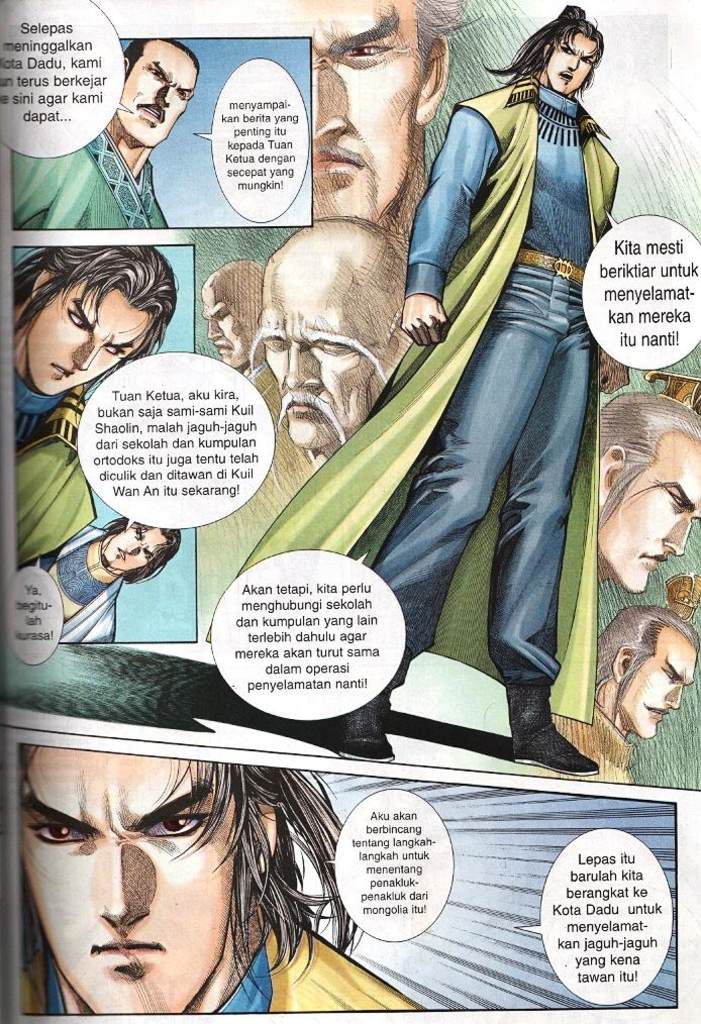 Selepas
meninggalkan
Kota Dadu, kami
terus berkejar
ke sini agar kami
dapat...
menyampai-
kan berita yang
penting itu
kepada Tuan
Ketua dengan
secepat yang
mungkin!
Kita mesti
beriktiar untuk
menyelamat-
kan mereka
itu nanti!
Tuan Ketua, aku kira,
bukan saja sami-sami Kuil
Shaolin, malah jaguh-jaguh
dari sekolah dan kumpulan
ortodoks itu juga tentu telah
diculik dan ditawan di Kuil
Wan An itu sekarang!
Ya,
begitu-
lah
kurasa!
Akan tetapi, kita perlu
menghubungi sekolah
dan kumpulan yang lain
terlebih dahulu agar
mereka akan turut sama
dalam operasi
penyelamatan nanti!
Aku akan
berbincang
tentang langkah-
langkah untuk
menentang
penakluk-
penakluk dari
mongolia itu!
Lepas itu
barulah kita
berangkat ke
Kota Dadu untuk
menyelamat-
kan jaguh-jaguh
yang kena
tawan itu!